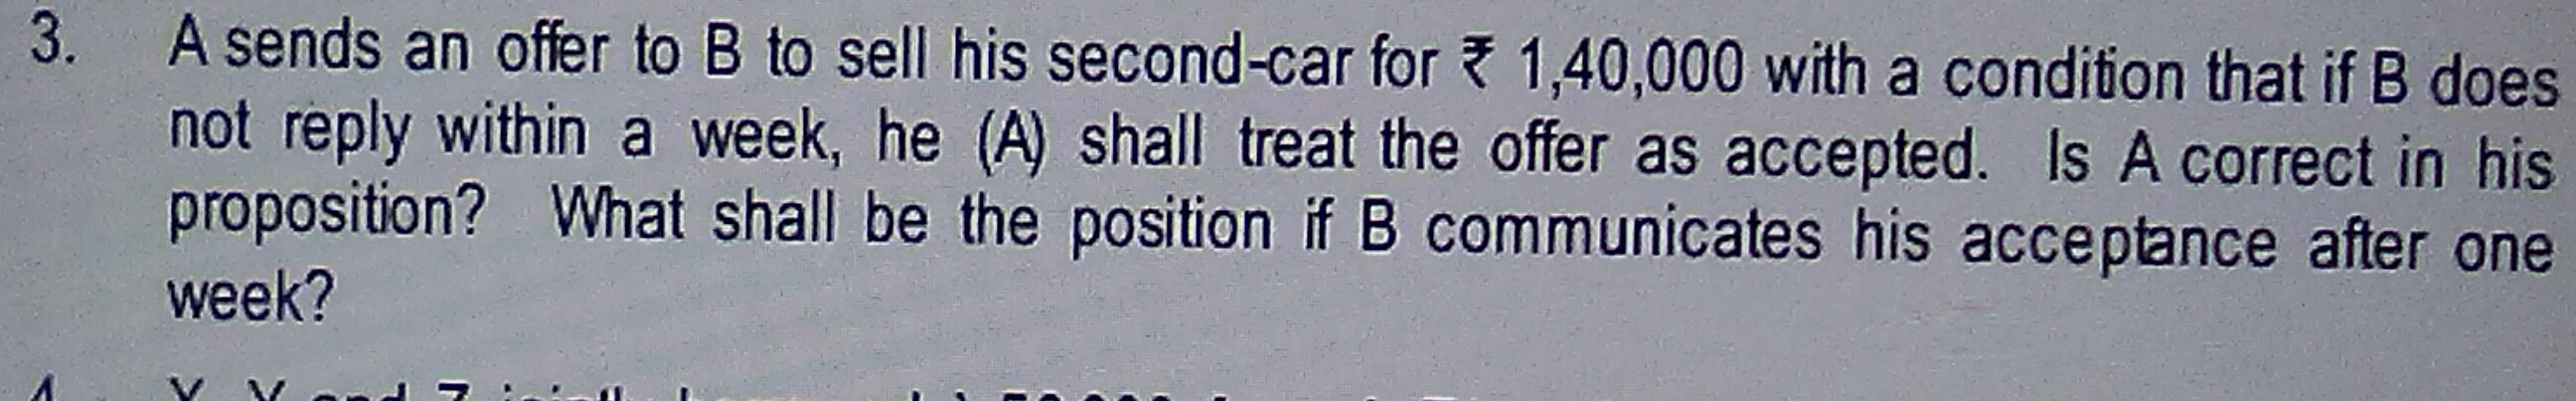 3. A sends an offer to B to sell his second-car for ₹ 1,40,000 with a condition that if B does
not reply within a week, he (A) shall treat the offer as accepted. Is A correct in his
proposition? What shall be the position if B communicates his acceptance after one
week?